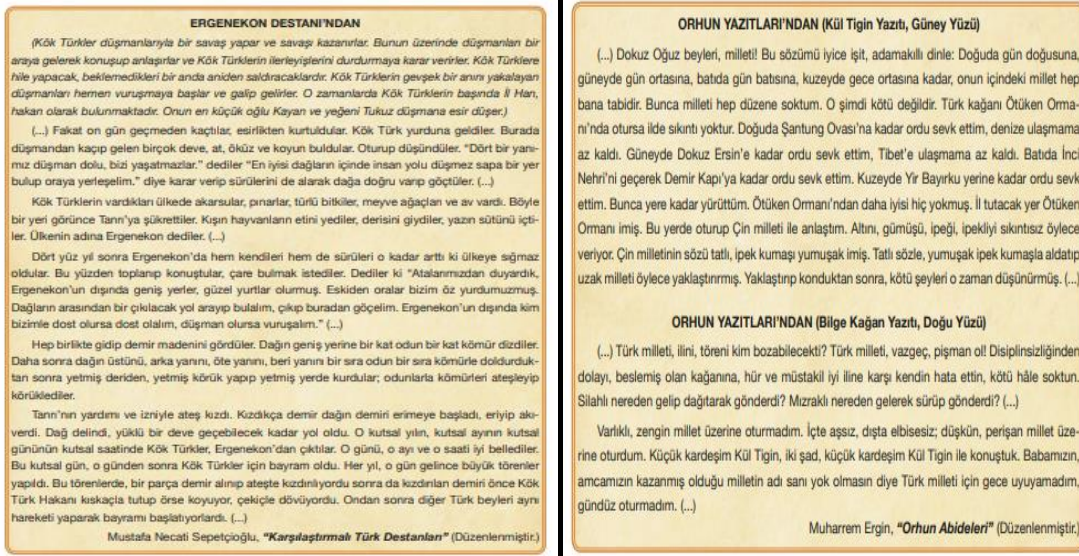 ERGENEKON DESTANI'NDAN
(Kök Türkler düşmanlarıyla bir savaş yapar ve savaşı kazanırlar. Bunun üzerinde düşmanları bir
araya gelerek konuşup anlaşırlar ve Kök Türklerin ilerleyişlerini durdurmaya karar verirler. Kök Türklere
hile yapacak, beklemedikleri bir anda aniden saldıracaklardır. Kök Türklerin gevşek bir anını yakalayan
düşmanları hemen vuruşmaya başlar ve galip gelirler. O zamanlarda Kök Türklerin başında İl Han,
hakan olarak bulunmaktadır. Onun en küçük oğlu Kayan ve yeğeni Tukuz düşmana esir düşer.)
(...) Fakat on gün geçmeden kaçtılar, esirlikten kurtuldular. Kök Türk yurduna geldiler. Burada
düşmandan kaçıp gelen birçok deve, at, öküz ve koyun buldular. Oturup düşündüler. "Dört bir yanı-
mız düşman dolu, bizi yaşatmazlar." dediler "En iyisi dağların içinde insan yolu düşmez sapa bir yer
bulup oraya yerleşelim." diye karar verip sürülerini de alarak dağa doğru varıp göçtüler. (...)
Kök Türklerin vardıkları ülkede akarsular, pınarlar, türlü bitkiler, meyve ağaçları ve av vardı. Böyle
bir yeri görünce Tanrı'ya şükrettiler. Kışın hayvanların etini yediler, derisini giydiler, yazın sütünü içti-
ler. Ülkenin adına Ergenekon dediler. (...)
Dört yüz yıl sonra Ergenekon'da hem kendileri hem de sürüleri o kadar arttı ki ülkeye sığmaz
oldular. Bu yüzden toplanıp konuştular, çare bulmak istediler. Dediler ki "Atalarımızdan duyardık,
Ergenekon'un dışında geniş yerler, güzel yurtlar olurmuş. Eskiden oralar bizim öz yurdumuzmuş.
Dağların arasından bir çıkılacak yol arayıp bulalım, çıkıp buradan göçelim. Ergenekon'un dışında kim
bizimle dost olursa dost olalım, düşman olursa vuruşalım." (...)
Hep birlikte gidip demir madenini gördüler. Dağın geniş yerine bir kat odun bir kat kömür dizdiler.
Daha sonra dağın üstünü, arka yanını, öte yanını, beri yanını bir sıra odun bir sıra kömürle doldurduk-
tan sonra yetmiş deriden, yetmiş körük yapıp yetmiş yerde kurdular; odunlarla kömürleri ateşleyip
körüklediler.
Tanrı'nın yardımı ve izniyle ateş kızdı. Kızdıkça demir dağın demiri erimeye başladı, eriyip akı-
verdi. Dağ delindi, yüklü bir deve geçebilecek kadar yol oldu. O kutsal yılın, kutsal ayının kutsal
gününün kutsal saatinde Kök Türkler, Ergenekon'dan çıktılar. O günü, o ayı ve o saati iyi bellediler.
Bu kutsal gün, o günden sonra Kök Türkler için bayram oldu. Her yıl, o gün gelince büyük törenler
yapıldı. Bu törenlerde, bir parça demir alınıp ateşte kızdırılıyordu sonra da kızdırılan demiri önce Kök
Türk Hakanı kıskaçla tutup örse koyuyor, çekiçle dövüyordu. Ondan sonra diğer Türk beyleri aynı
hareketi yaparak bayramı başlatıyorlardı. (...)
Mustafa Necati Sepetçioğlu, "Karşılaştırmalı Türk Destanları" (Düzenlenmiştir.)
ORHUN YAZITLARI'NDAN (Kül Tigin Yazıtı, Güney Yüzü)
(...) Dokuz Oğuz beyleri, milleti! Bu sözümü iyice işit, adamakıllı dinle: Doğuda gün doğusuna,
güneyde gün ortasına, batıda gün batısına, kuzeyde gece ortasına kadar, onun içindeki millet hep
bana tabidir. Bunca milleti hep düzene soktum. O şimdi kötü değildir. Türk kağanı Ötüken Orma-
nı'nda otursa ilde sıkıntı yoktur. Doğuda Şantung Ovası'na kadar ordu sevk ettim, denize ulaşmama
az kaldı. Güneyde Dokuz Ersin'e kadar ordu sevk ettim, Tibet'e ulaşmama az kaldı. Batıda İnci
Nehri'ni geçerek Demir Kapı'ya kadar ordu sevk ettim. Kuzeyde Yir Bayırku yerine kadar ordu sevk
ettim. Bunca yere kadar yürüttüm. Ötüken Ormanı'ndan daha iyisi hiç yokmuş. İl tutacak yer Ötüken
Ormanı imiş. Bu yerde oturup Çin milleti ile anlaştım. Altını, gümüşü, ipeği, ipekliyi sıkıntısız öylece
veriyor. Çin milletinin sözü tatlı, ipek kumaşı yumuşak imiş. Tatlı sözle, yumuşak ipek kumaşla aldatıp
uzak milleti öylece yaklaştırırmış. Yaklaştırıp konduktan sonra, kötü şeyleri o zaman düşünürmüş. (...)
ORHUN YAZITLARI'NDAN (Bilge Kağan Yazıtı, Doğu Yüzü)
(...) Türk milleti, ilini, töreni kim bozabilecekti? Türk milleti, vazgeç, pişman ol! Disiplinsizliğinden
dolayı, beslemiş olan kağanına, hür ve müstakil iyi iline karşı kendin hata ettin, kötü hâle soktun.
Silahlı nereden gelip dağıtarak gönderdi? Mızraklı nereden gelerek sürüp gönderdi? (...)
Varlıklı, zengin millet üzerine oturmadım. İçte aşsız, dışta elbisesiz; düşkün, perişan millet üze-
rine oturdum. Küçük kardeşim Kül Tigin, iki şad, küçük kardeşim Kül Tigin ile konuştuk. Babamızın,
amcamızın kazanmış olduğu milletin adı sanı yok olmasın diye Türk milleti için gece uyuyamadım,
gündüz oturmadım. (...)
Muharrem Ergin, "Orhun Abideleri" (Düzenlenmiştir.)